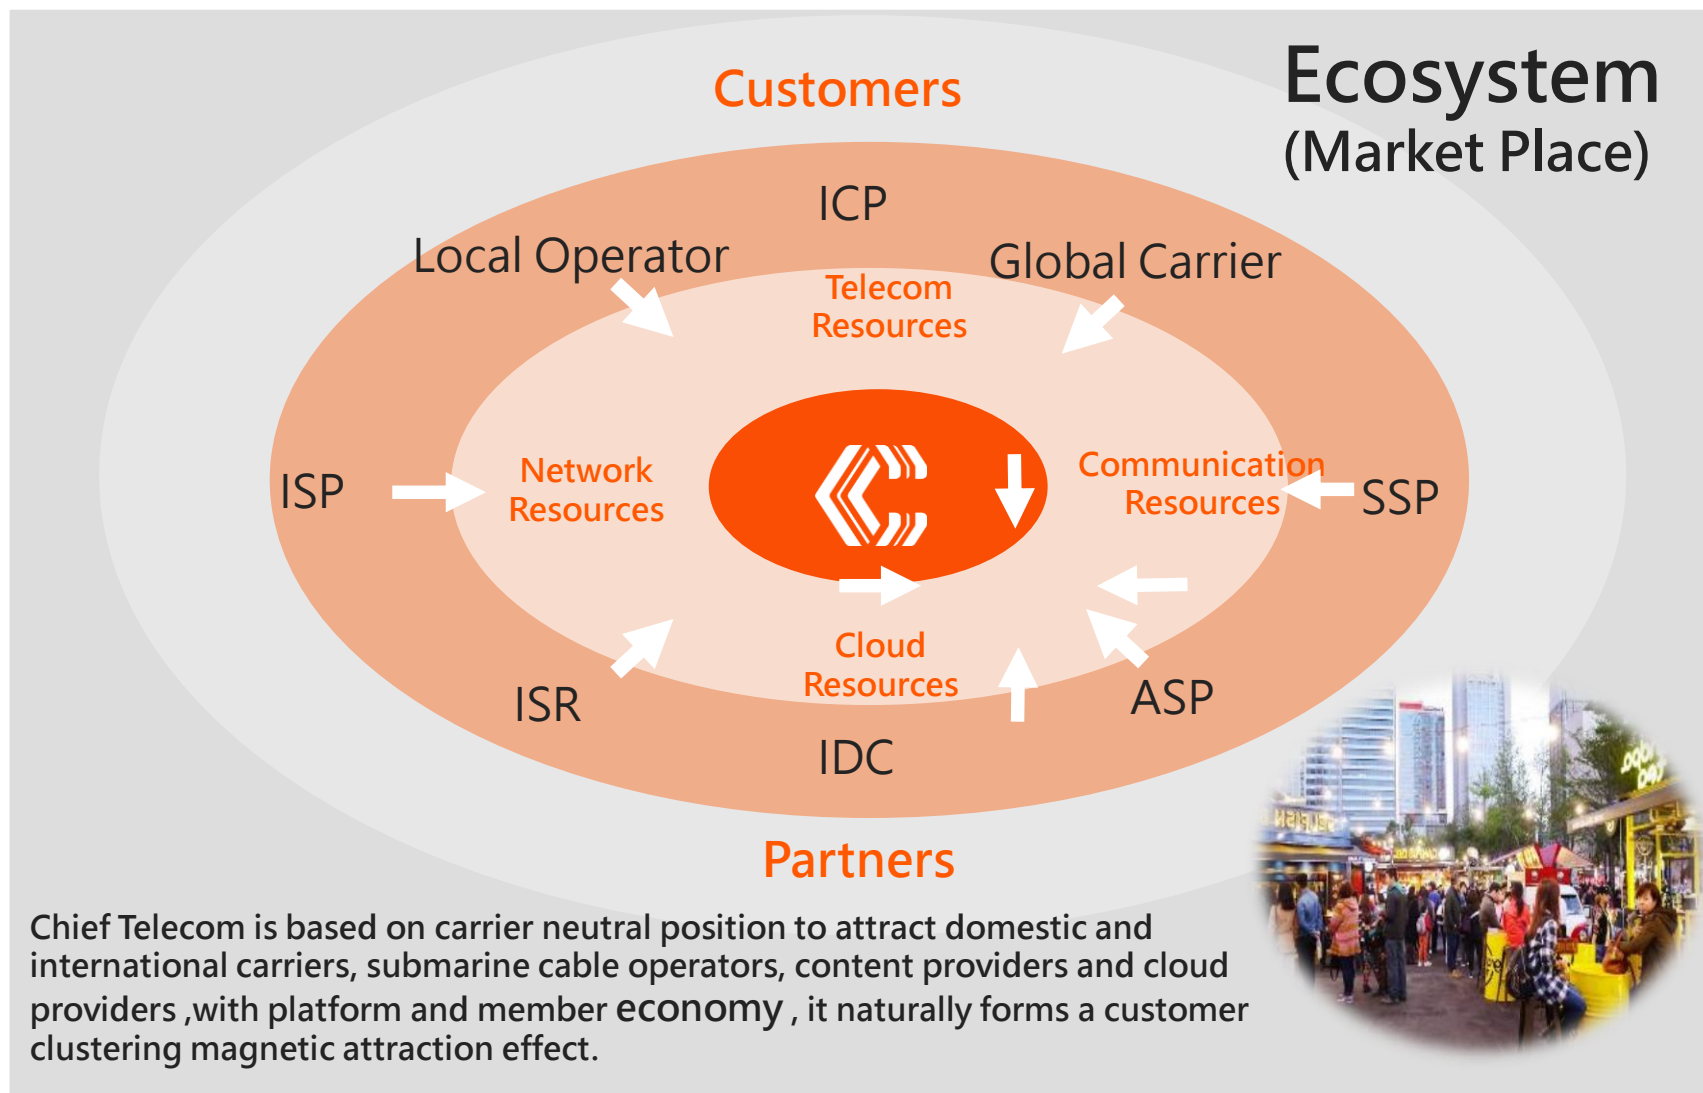 Ecosystem
(Market Place)
Customers
ICP
Local Operator
Global Carrier
Telecom
Resources
ISP
Network
Resources
Communication
Resources
SSP
Cloud
Resources
ISR
ASP
IDC
Partners
Chief Telecom is based on carrier neutral position to attract domestic and
international carriers, submarine cable operators, content providers and cloud
providers ,with platform and member economy , it naturally forms a customer
clustering magnetic attraction effect.